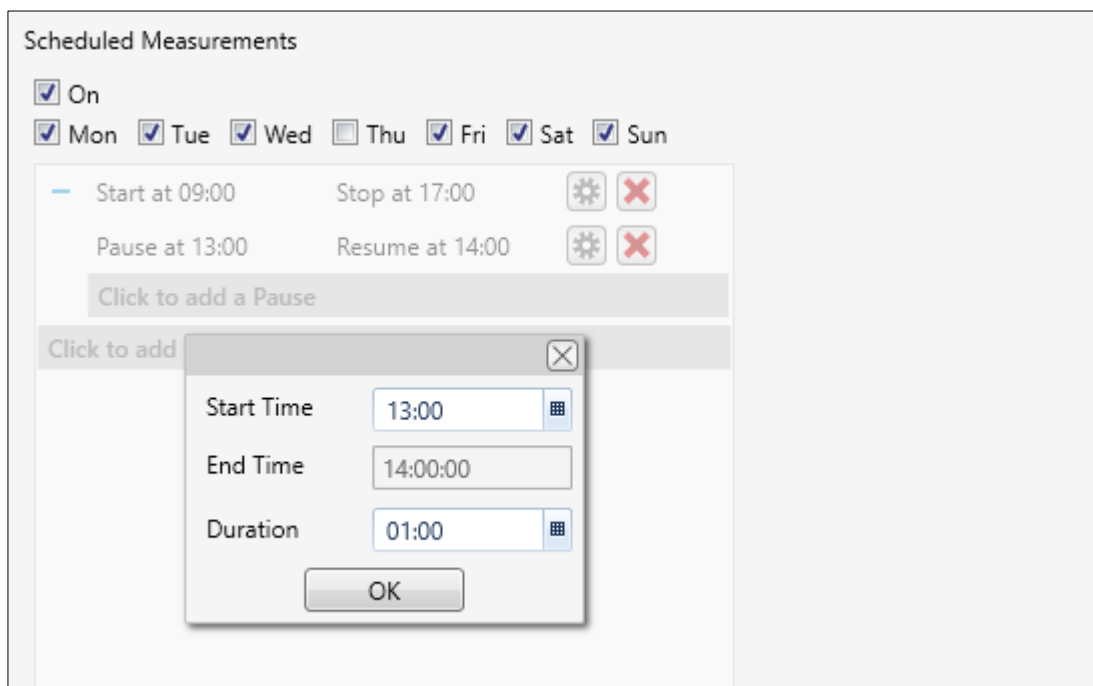 Scheduled Measurements
On
Mon Tue Wed Thu Fri Sat Sun
Start at 09:00 Stop at 17:00
Pause at 13:00 Resume at 14:00
Click to add a Pause
Click to add
Start Time 13:00
End Time 14:00:00
Duration 01:00
OK